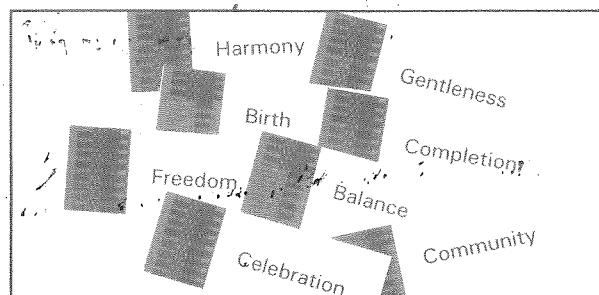 Harmony
Gentleness
Birth
Completion
Freedom
Balance
Community
Celebration